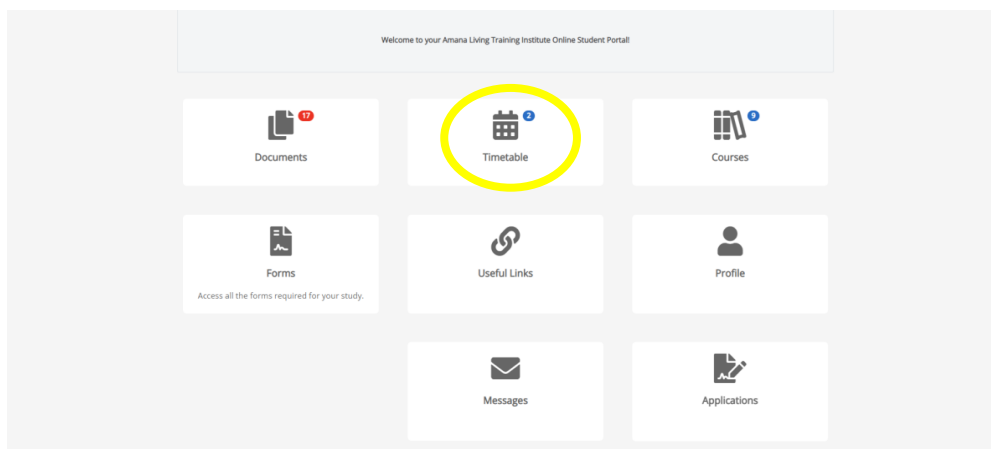 Welcome to your Amana Living Training Institute Online Student Portal!
17
2
9
Documents
Timetable
Courses
Forms
Useful Links
Profile
Access all the forms required for your study.
Messages
Applications